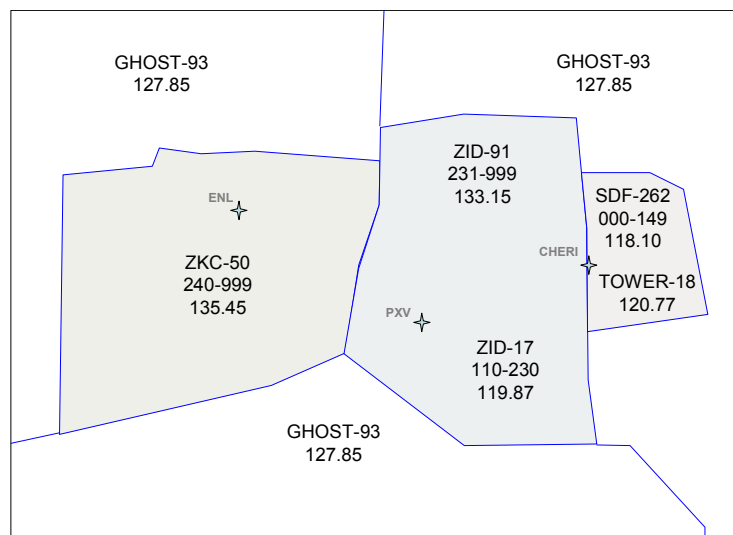 GHOST-93
127.85
GHOST-93
127.85
ZID-91
231-999
133.15
ENL
SDF-262
000-149
118.10
CHERI
ZKC-50
240-999
135.45
TOWER-18
120.77
PXV
ZID-17
110-230
119.87
GHOST-93
127.85